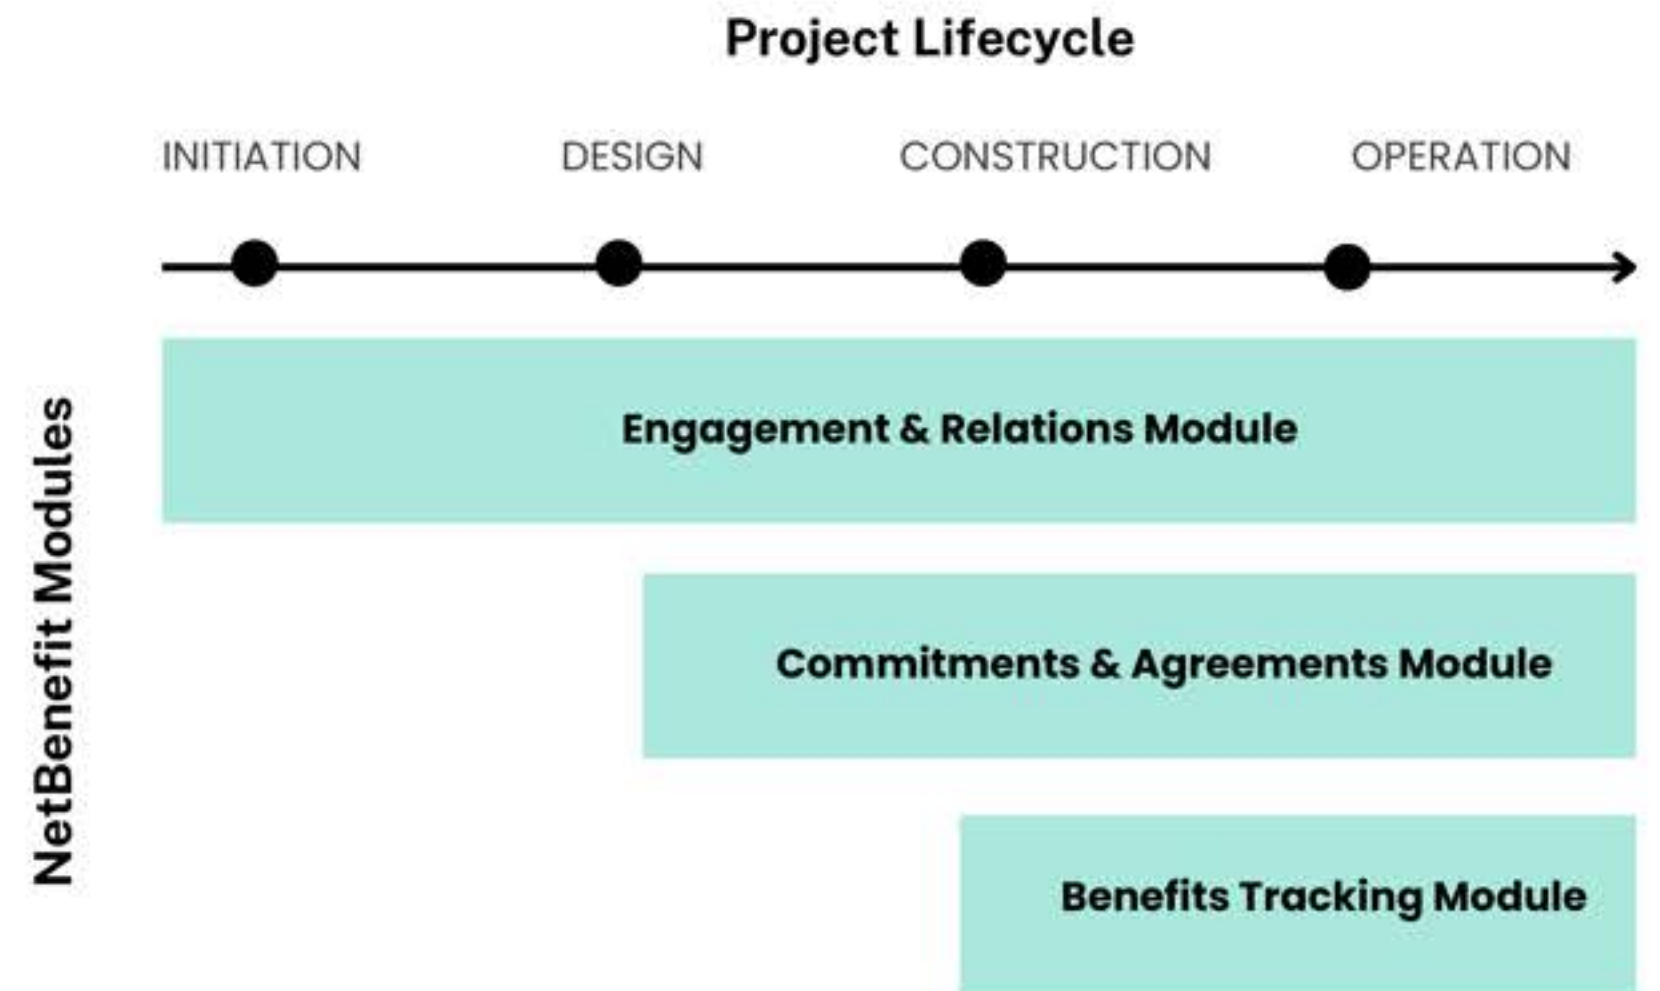 Project Lifecycle
INITIATION DESIGN CONSTRUCTION OPERATION
NetBenefit Modules
Engagement & Relations Module
Commitments & Agreements Module
Benefits Tracking Module